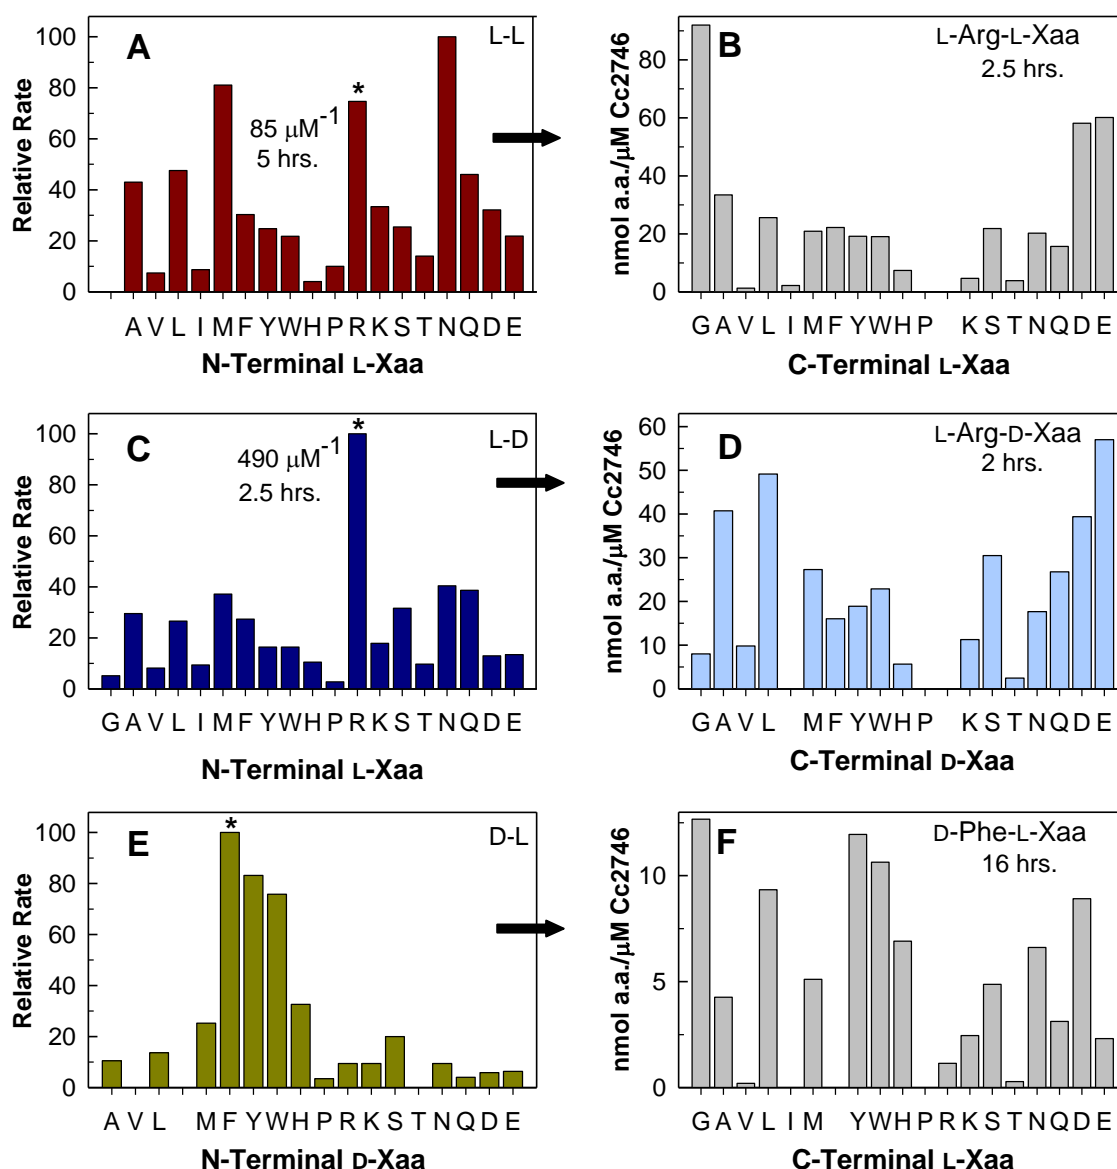 A
L-L
*
85 μM⁻¹
5 hrs.
100
80
60
40
20
0
Relative Rate
A V L I M F Y W H P R K S T N Q D E
N-Terminal L-Xaa
B
L-Arg-L-Xaa
2.5 hrs.
80
60
40
20
0
nmol a.a./μM Cc2746
G A V L I M F Y W H P K S T N Q D E
C-Terminal L-Xaa
C
L-D
*
490 μM⁻¹
2.5 hrs.
100
80
60
40
20
0
Relative Rate
G A V L I M F Y W H P R K S T N Q D E
N-Terminal L-Xaa
D
L-Arg-D-Xaa
2 hrs.
60
50
40
30
20
10
0
nmol a.a./μM Cc2746
G A V L M F Y W H P K S T N Q D E
C-Terminal D-Xaa
E
D-L
*
100
80
60
40
20
0
Relative Rate
A V L M F Y W H P R K S T N Q D E
N-Terminal D-Xaa
F
D-Phe-L-Xaa
16 hrs.
10
5
0
nmol a.a./μM Cc2746
G A V L I M Y W H P R K S T N Q D E
C-Terminal L-Xaa